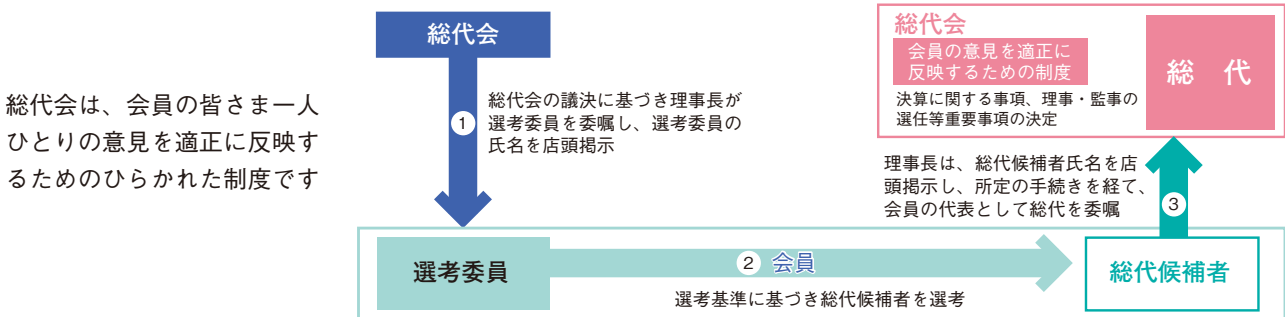 総代会は、会員の皆さま一人
ひとりの意見を適正に反映す
るためのひらかれた制度です
総代会
1
総代会の議決に基づき理事長が
選考委員を委嘱し、選考委員の
氏名を店頭掲示
選考委員
2 会員
選考基準に基づき総代候補者を選考
総代候補者
3
理事長は、総代候補者氏名を店
頭掲示し、所定の手続きを経て、
会員の代表として総代を委嘱
総代会
会員の意見を適正に
反映するための制度
決算に関する事項、理事・監事の
選任等重要事項の決定
総　代